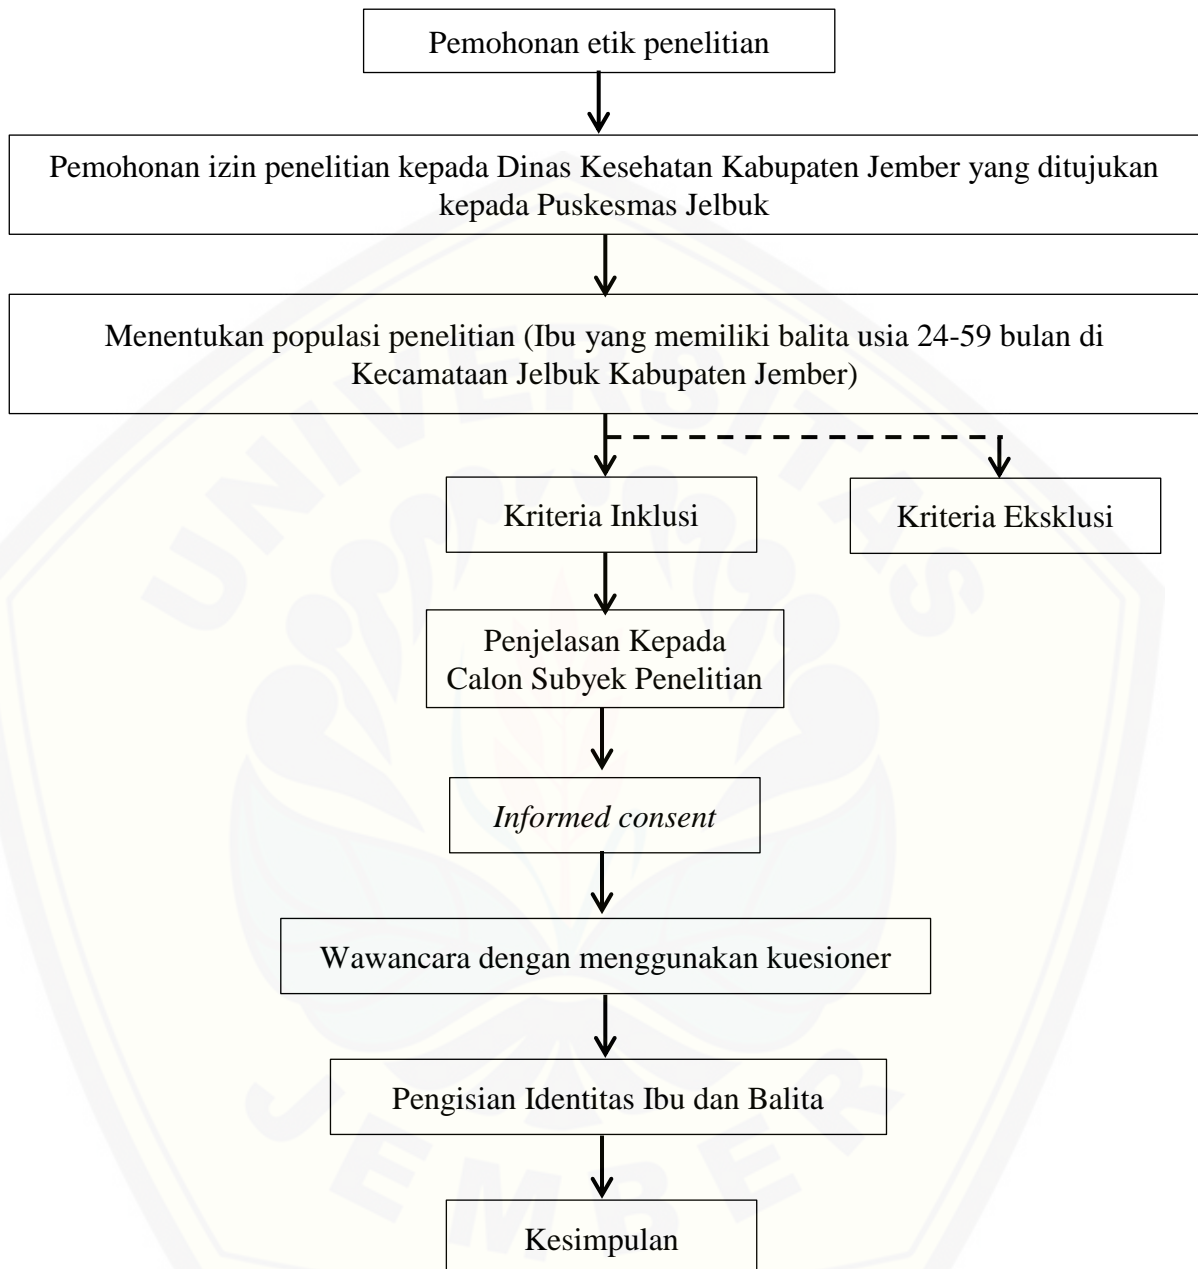 Pemohonan etik penelitian
Pemohonan izin penelitian kepada Dinas Kesehatan Kabupaten Jember yang ditujukan
kepada Puskesmas Jelbuk
Menentukan populasi penelitian (Ibu yang memiliki balita usia 24-59 bulan di
Kecamataan Jelbuk Kabupaten Jember)
Kriteria Inklusi
Kriteria Eksklusi
Penjelasan Kepada
Calon Subyek Penelitian
Informed consent
Wawancara dengan menggunakan kuesioner
Pengisian Identitas Ibu dan Balita
Kesimpulan
UNIVERSITAS
JEMBER